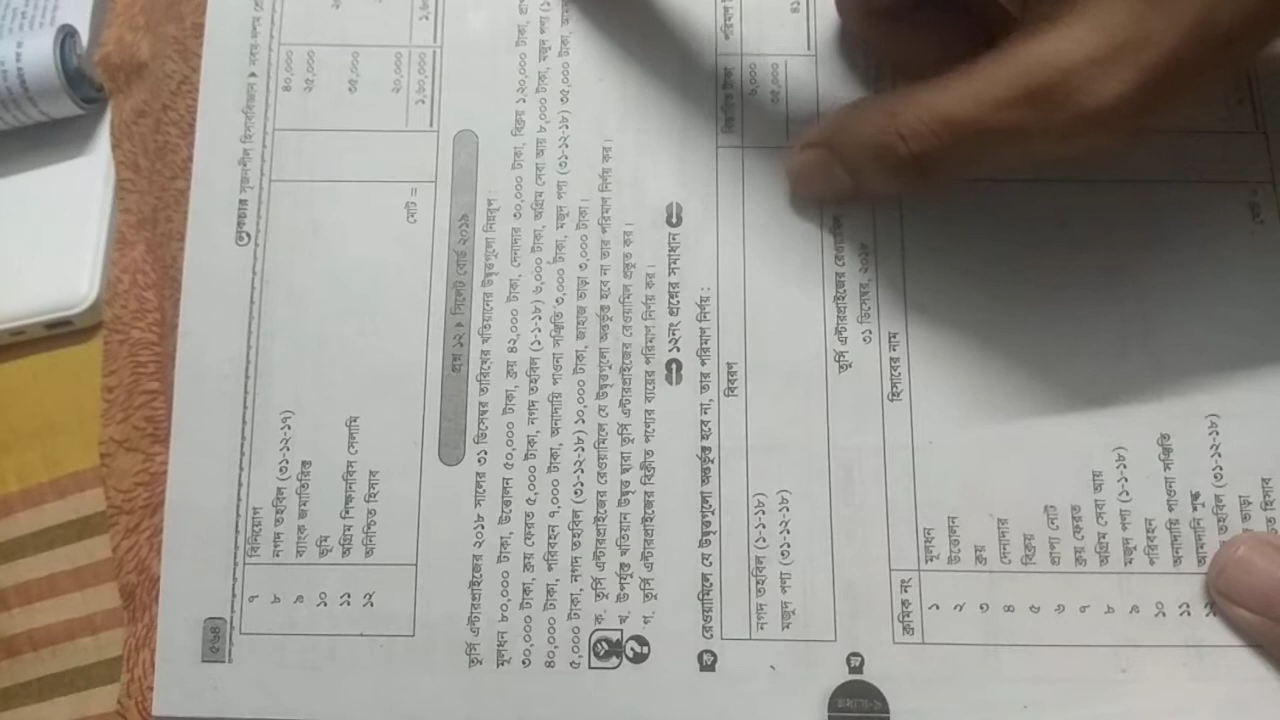 ৫৬৪
লেকচার সৃজনশীল হিসাববিজ্ঞান
৭ বিনিয়োগ ৪০,০০০
৮ নগদ তহবিল (৩১-১২-১৭) ২৫,০০০
৯ ব্যাংক জমাতিরিক্ত
১০ ভূমি ৩৫,০০০
১১ অগ্রিম শিক্ষানবিস সেলামি
১২ অনিশ্চিত হিসাব ২০,০০০
মোট = ১,৬০,০০০
প্রশ্ন ১২ ▸ সিলেট বোর্ড ২০১৯
তুর্সি এন্টারপ্রাইজের ২০১৮ সালের ৩১ ডিসেম্বর তারিখের খতিয়ানের উদ্বৃত্তগুলো নিম্নরূপ :
মূলধন ৮০,০০০ টাকা, উত্তোলন ৫০,০০০ টাকা, ক্রয় ৪২,০০০ টাকা, দেনাদার ৩০,০০০ টাকা, বিক্রয় ১,২০,০০০ টাকা,
৩০,০০০ টাকা, ক্রয় ফেরত ৫,০০০ টাকা, নগদ তহবিল (১-১-১৮) ৬,০০০ টাকা, অগ্রিম সেবা আয় ৮,০০০ টাকা, মজুদ পণ্য
৪০,০০০ টাকা, পরিবহন ৭,০০০ টাকা, অনাদায়ি পাওনা সঞ্চিতি ৩,০০০ টাকা, মজুদ পণ্য (৩১-১২-১৮) ৩৫,০০০ টাকা,
৫,০০০ টাকা, নগদ তহবিল (৩১-১২-১৮) ১০,০০০ টাকা, জাহাজ ভাড়া ৩,০০০ টাকা।
ক. তুর্সি এন্টারপ্রাইজের রেওয়ামিলে যে উদ্বৃত্তগুলো অন্তর্ভুক্ত হবে না তার পরিমাণ নির্ণয় কর।
খ. উপর্যুক্ত খতিয়ান উদ্বৃত্ত দ্বারা তুর্সি এন্টারপ্রাইজের রেওয়ামিল প্রস্তুত কর।
গ. তুর্সি এন্টারপ্রাইজের বিক্রীত পণ্যের ব্যয়ের পরিমাণ নির্ণয় কর।
১২নং প্রশ্নের সমাধান
ক রেওয়ামিলে যে উদ্বৃত্তগুলো অন্তর্ভুক্ত হবে না, তার পরিমাণ নির্ণয় :
বিবরণ বিস্তারিত টাকা পরিমাণ
নগদ তহবিল (১-১-১৮) ৬,০০০
মজুদ পণ্য (৩১-১২-১৮) ৩৫,০০০ ৪১
খ তুর্সি এন্টারপ্রাইজের রেওয়ামিল
৩১ ডিসেম্বর, ২০১৮
ক্রমিক নং হিসাবের নাম
১ মূলধন
২ উত্তোলন
৩ ক্রয়
৪ দেনাদার
৫ বিক্রয়
৬ প্রাপ্য নোট
৭ ক্রয় ফেরত
৮ অগ্রিম সেবা আয়
৯ মজুদ পণ্য (১-১-১৮)
১০ পরিবহন
১১ অনাদায়ি পাওনা সঞ্চিতি
১২ আমদানি শুল্ক
তহবিল (৩১-১২-১৮)
ভাড়া
হিসাব